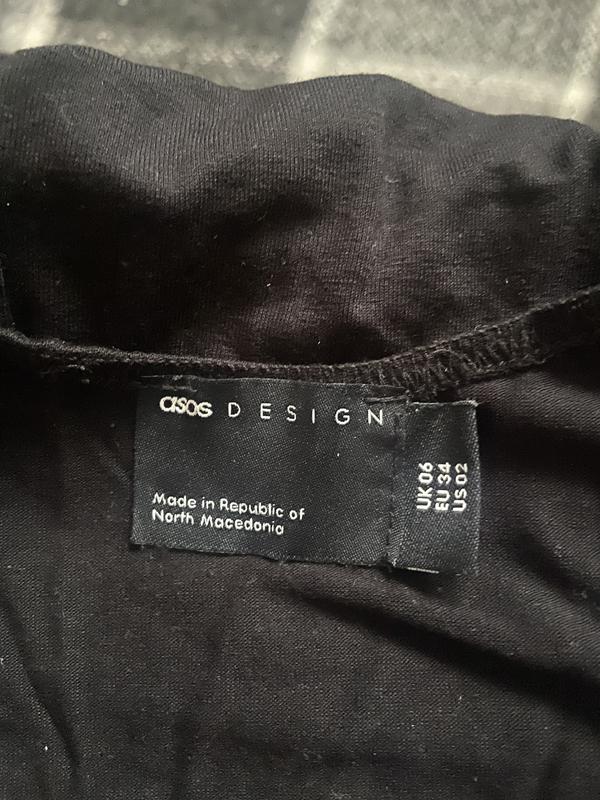 asos DESIGN
Made in Republic of
North Macedonia
UK 06
EU 34
US 02